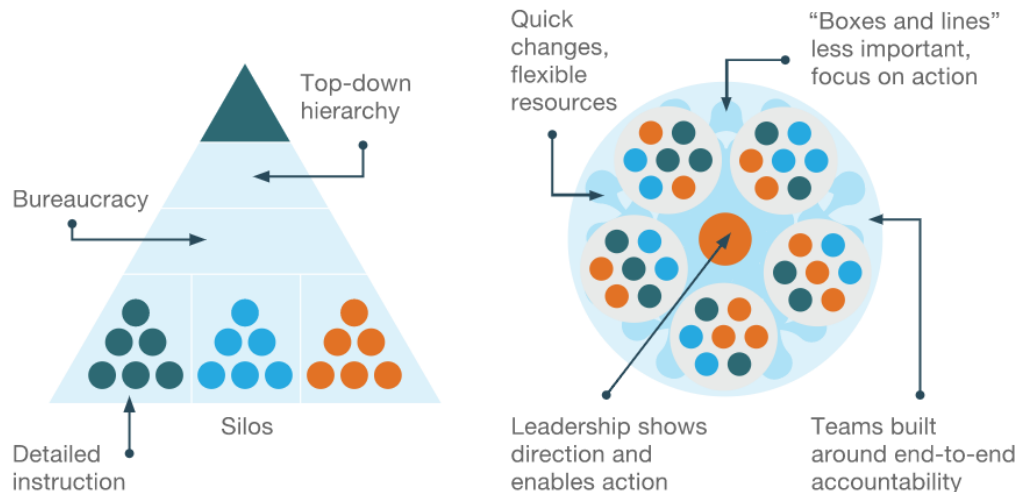 Top-down
hierarchy
Bureaucracy
Silos
Detailed
instruction
Quick
changes,
flexible
resources
“Boxes and lines”
less important,
focus on action
Leadership shows
direction and
enables action
Teams built
around end-to-end
accountability